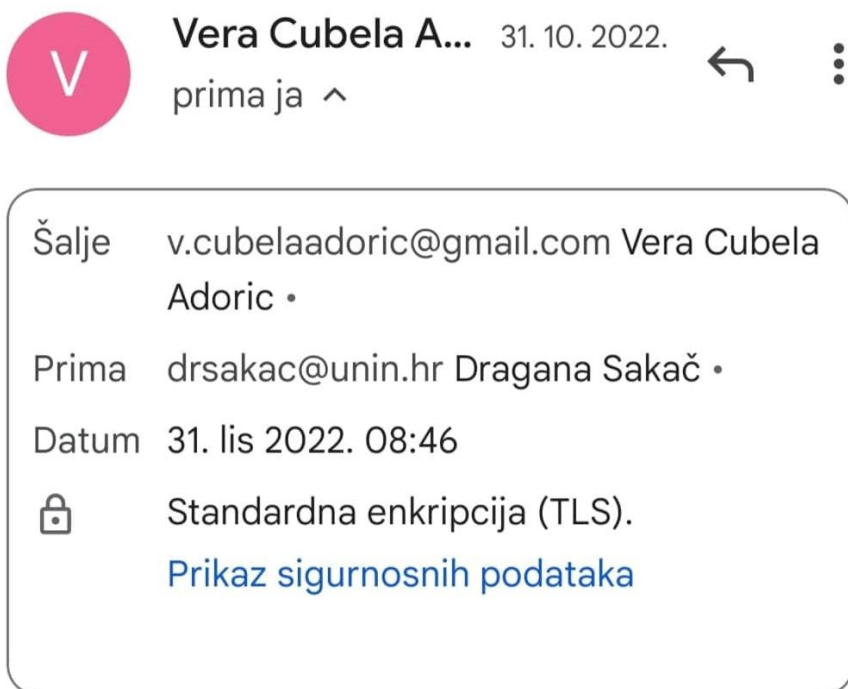 V
Vera Cubela A... 31. 10. 2022.
prima ja
Šalje v.cubelaadoric@gmail.com Vera Cubela
Adoric •
Prima drsakac@unin.hr Dragana Sakač •
Datum 31. lis 2022. 08:46
Standardna enkripcija (TLS).
Prikaz sigurnosnih podataka